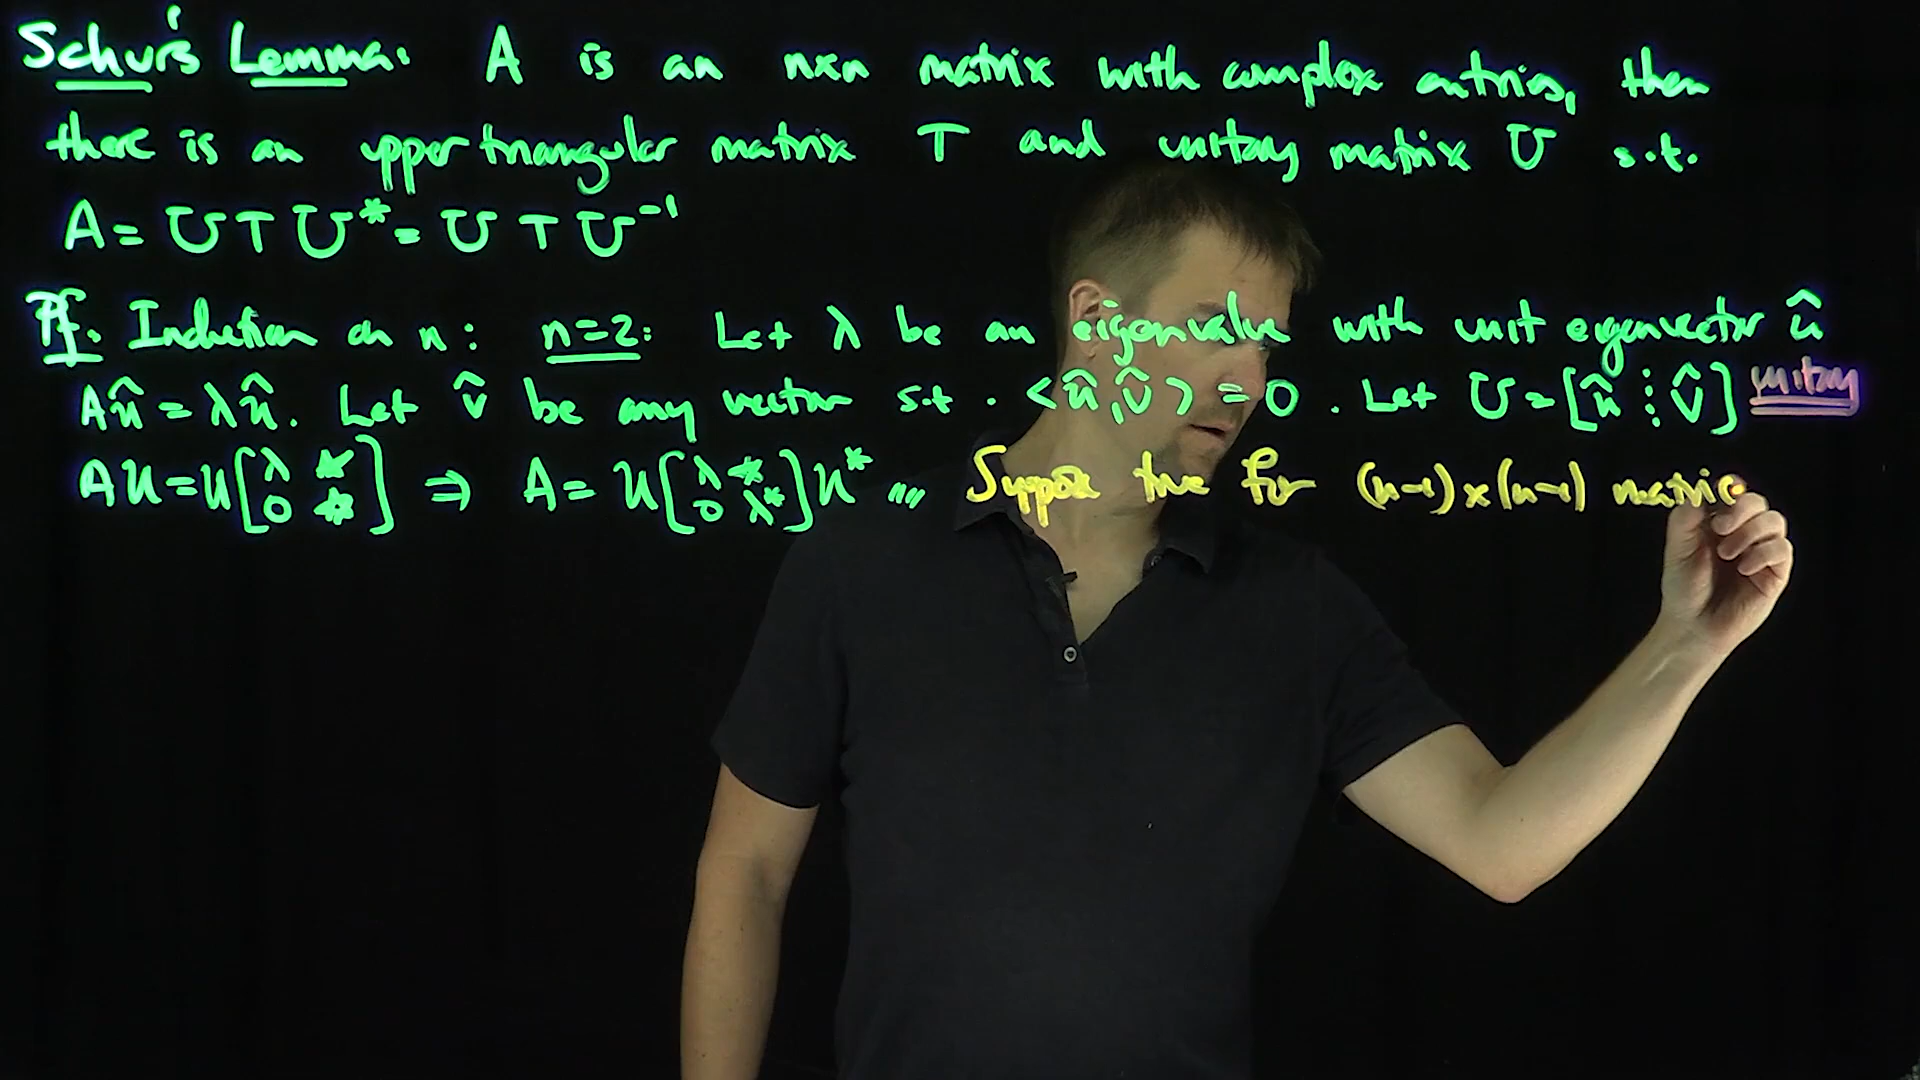 Schur's Lemma: A is an n×n matrix with complex entries, then
there is an upper triangular matrix T and unitary matrix U s.t.
A = U T U* = U T U⁻¹
Pf. Induction on n: n=2: Let λ be an eigenvalue with unit eigenvector û
Aû = λû. Let v̂ be any vector s.t. <û,v̂> = 0. Let U = [û ⋮ v̂] unitary
AU = U[λ * ; 0 *] ⇒ A = U[λ * ; 0 λ*]U* Suppose true for (n-1)×(n-1) matric